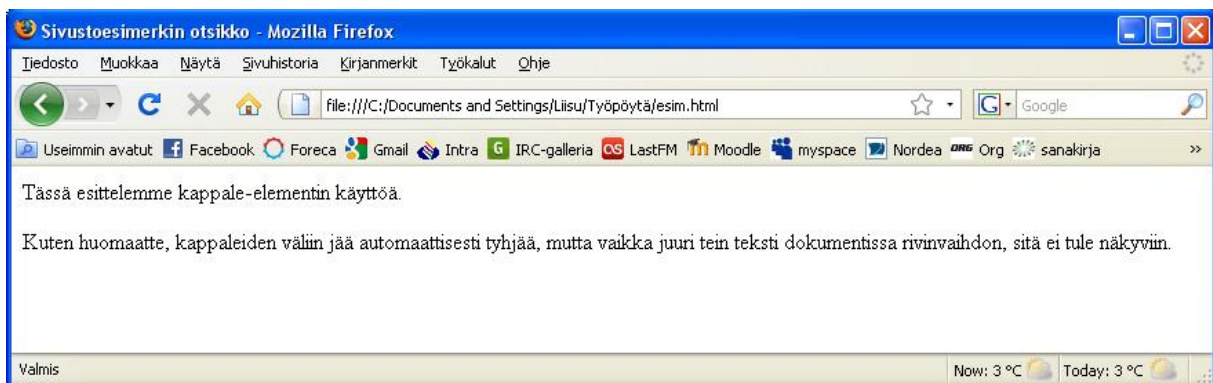 Sivustoesimerkin otsikko - Mozilla Firefox
Tiedosto Muokkaa Näytä Sivuhistoria Kirjanmerkit Työkalut Ohje
file:///C:/Documents and Settings/Liisu/Työpöytä/esim.html G Google
Useimmin avatut Facebook Foreca Gmail Intra G IRC-galleria OS LastFM m Moodle myspace Nordea ORG Org sanakirja »
Tässä esittelemme kappale-elementin käyttöä.
Kuten huomaatte, kappaleiden väliin jää automaattisesti tyhjää, mutta vaikka juuri tein teksti dokumentissa rivinvaihdon, sitä ei tule näkyviin.
Valmis Now: 3 °C Today: 3 °C